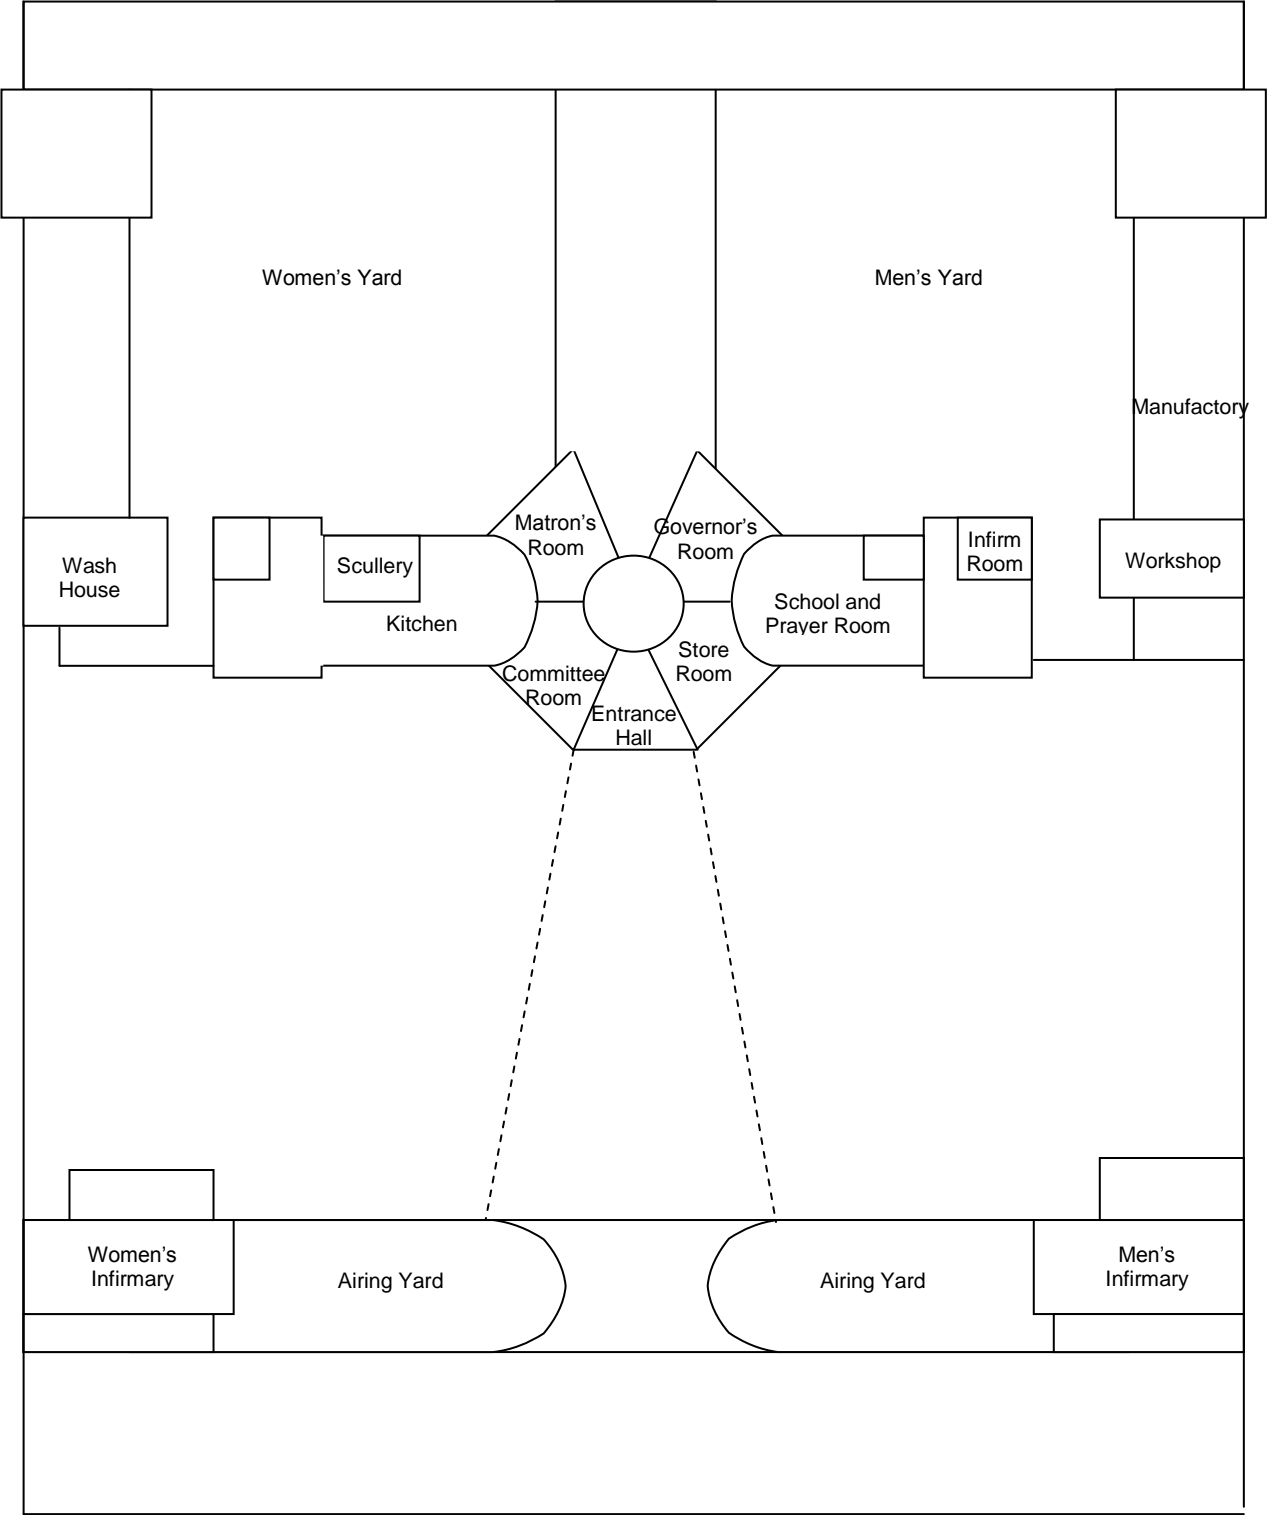 Women’s Yard
Men’s Yard
Manufactory
Matron’s
Room
Governor’s
Room
Infirm
Room
Wash
House
Scullery
Workshop
Kitchen
School and
Prayer Room
Store
Room
Committee
Room
Entrance
Hall
Women’s
Infirmary
Airing Yard
Airing Yard
Men’s
Infirmary